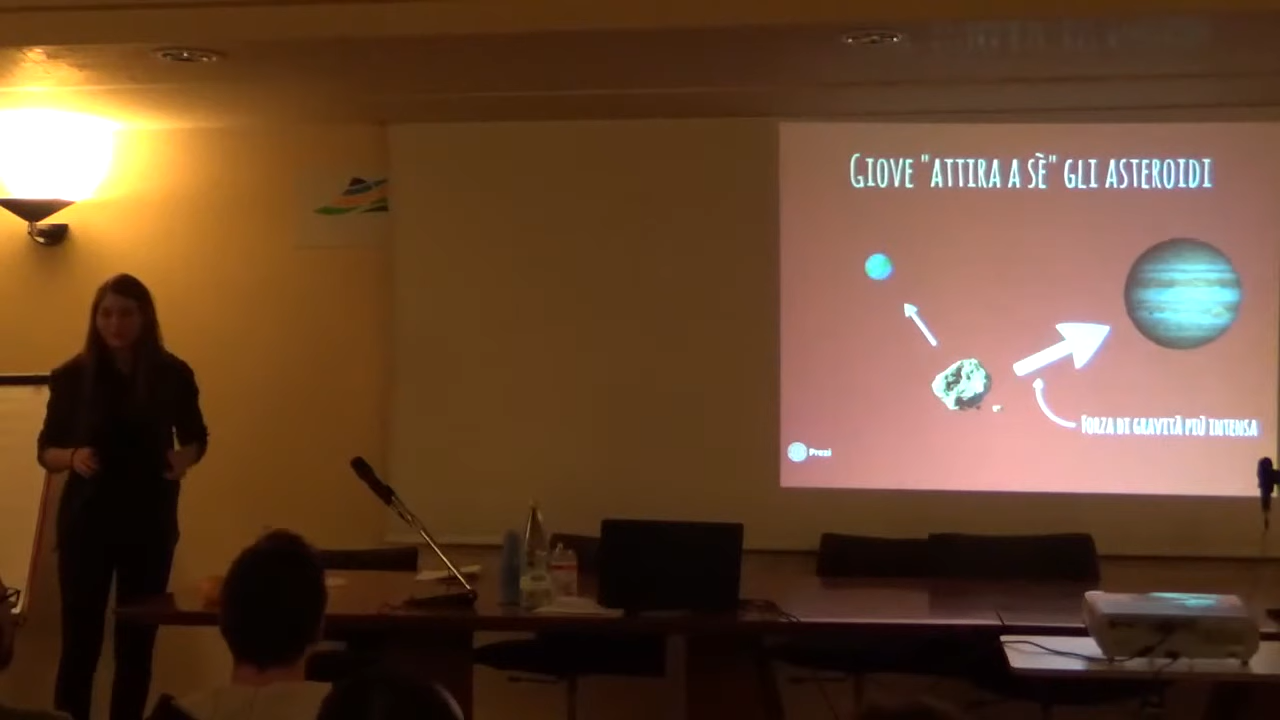 GIOVE "ATTIRA A SÈ" GLI ASTEROIDI
FORZA DI GRAVITÀ PIÙ INTENSA
Prezi